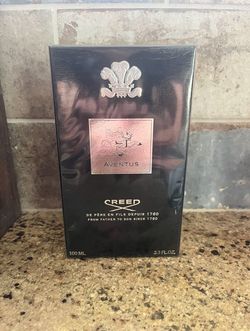 AVENTUS
CREED
DE PÈRE EN FILS DEPUIS 1760
FROM FATHER TO SON SINCE 1760
100 ML
3.3 FL.OZ.